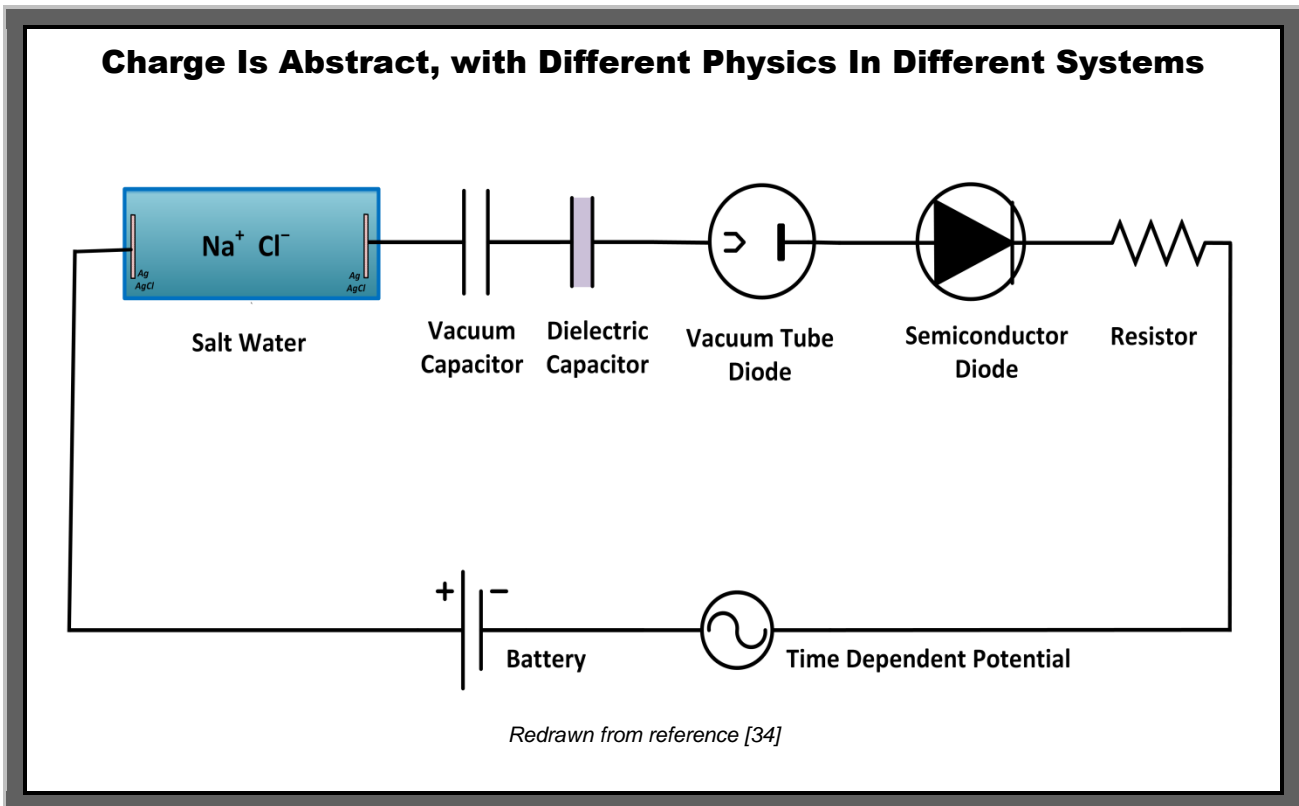 Charge Is Abstract, with Different Physics In Different Systems
Na⁺ Cl⁻
Ag
AgCl
Ag
AgCl
Salt Water
Vacuum
Capacitor
Dielectric
Capacitor
Vacuum Tube
Diode
Semiconductor
Diode
Resistor
+ −
Battery
Time Dependent Potential
Redrawn from reference [34]